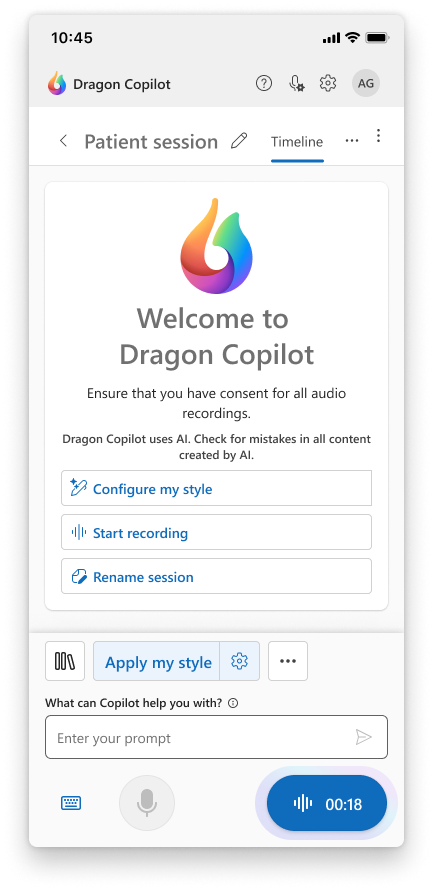 10:45
Dragon Copilot
AG
Patient session
Timeline
Welcome to
Dragon Copilot
Ensure that you have consent for all audio
recordings.
Dragon Copilot uses AI. Check for mistakes in all content
created by AI.
Configure my style
Start recording
Rename session
Apply my style
What can Copilot help you with?
Enter your prompt
00:18